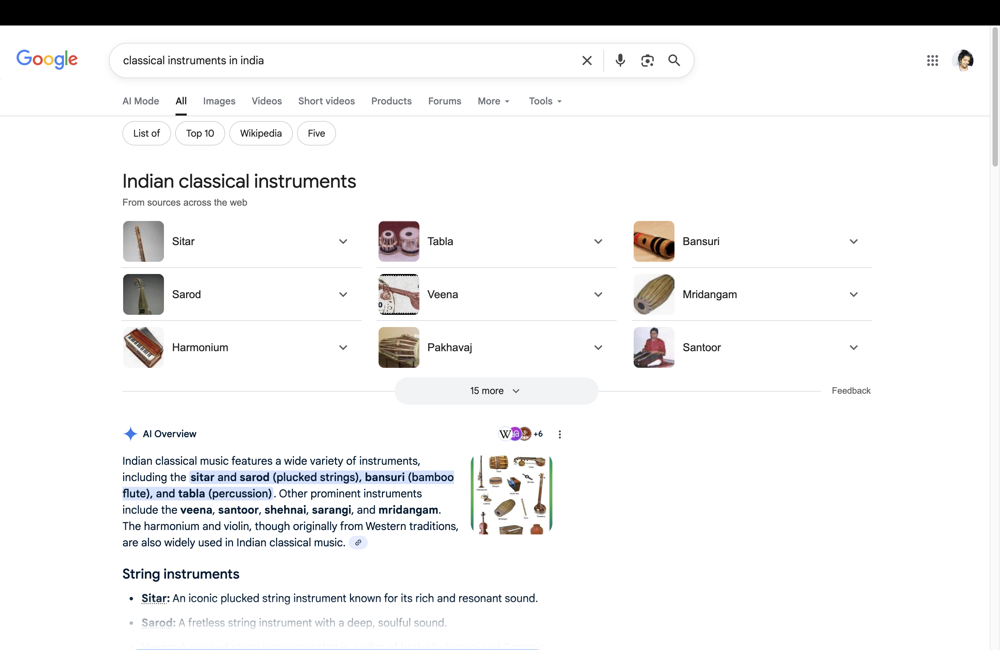 Google
classical instruments in india
AI Mode All Images Videos Short videos Products Forums More Tools
List of Top 10 Wikipedia Five
Indian classical instruments
From sources across the web
Sitar Tabla Bansuri
Sarod Veena Mridangam
Harmonium Pakhavaj Santoor
15 more Feedback
AI Overview W +6
Indian classical music features a wide variety of instruments,
including the sitar and sarod (plucked strings), bansuri (bamboo
flute), and tabla (percussion). Other prominent instruments
include the veena, santoor, shehnai, sarangi, and mridangam.
The harmonium and violin, though originally from Western traditions,
are also widely used in Indian classical music.
String instruments
Sitar: An iconic plucked string instrument known for its rich and resonant sound.
Sarod: A fretless string instrument with a deep, soulful sound.